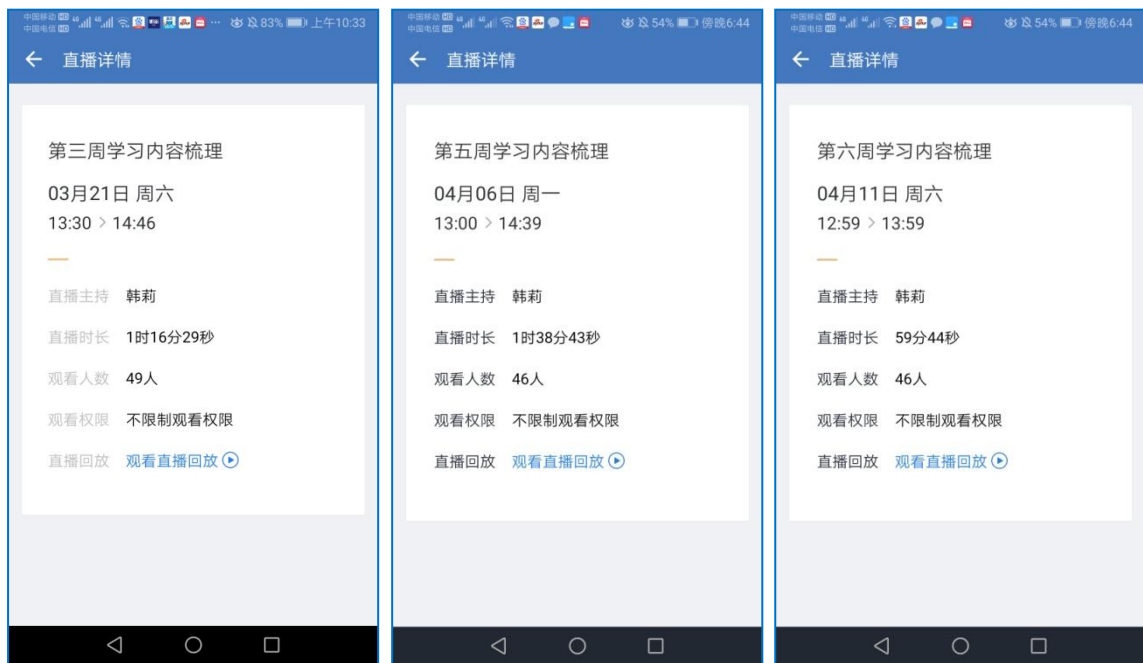 中国移动 HD
中国电信 HD
83% 上午10:33
直播详情
第三周学习内容梳理
03月21日 周六
13:30 > 14:46
直播主持 韩莉
直播时长 1时16分29秒
观看人数 49人
观看权限 不限制观看权限
直播回放 观看直播回放
中国移动 HD
中国电信 HD
54% 傍晚6:44
直播详情
第五周学习内容梳理
04月06日 周一
13:00 > 14:39
直播主持 韩莉
直播时长 1时38分43秒
观看人数 46人
观看权限 不限制观看权限
直播回放 观看直播回放
中国移动 HD
中国电信 HD
54% 傍晚6:44
直播详情
第六周学习内容梳理
04月11日 周六
12:59 > 13:59
直播主持 韩莉
直播时长 59分44秒
观看人数 46人
观看权限 不限制观看权限
直播回放 观看直播回放